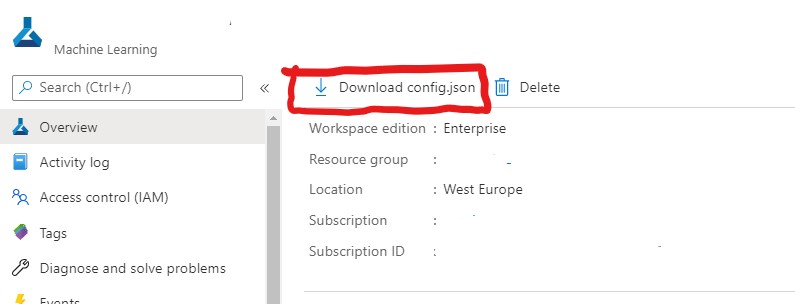 Machine Learning
Search (Ctrl+/)
«
Download config.json
Delete
Overview
Activity log
Access control (IAM)
Tags
Diagnose and solve problems
Events
Workspace edition : Enterprise
Resource group :
Location : West Europe
Subscription :
Subscription ID :